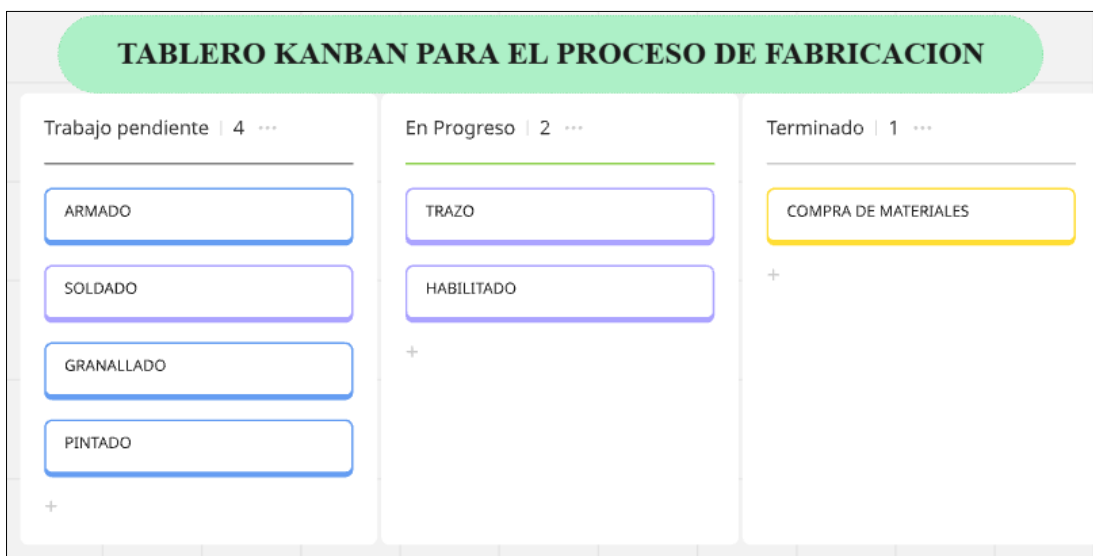 TABLERO KANBAN PARA EL PROCESO DE FABRICACION
Trabajo pendiente | 4 ···
ARMADO
SOLDADO
GRANALLADO
PINTADO
+
En Progreso | 2 ···
TRAZO
HABILITADO
+
Terminado | 1 ···
COMPRA DE MATERIALES
+